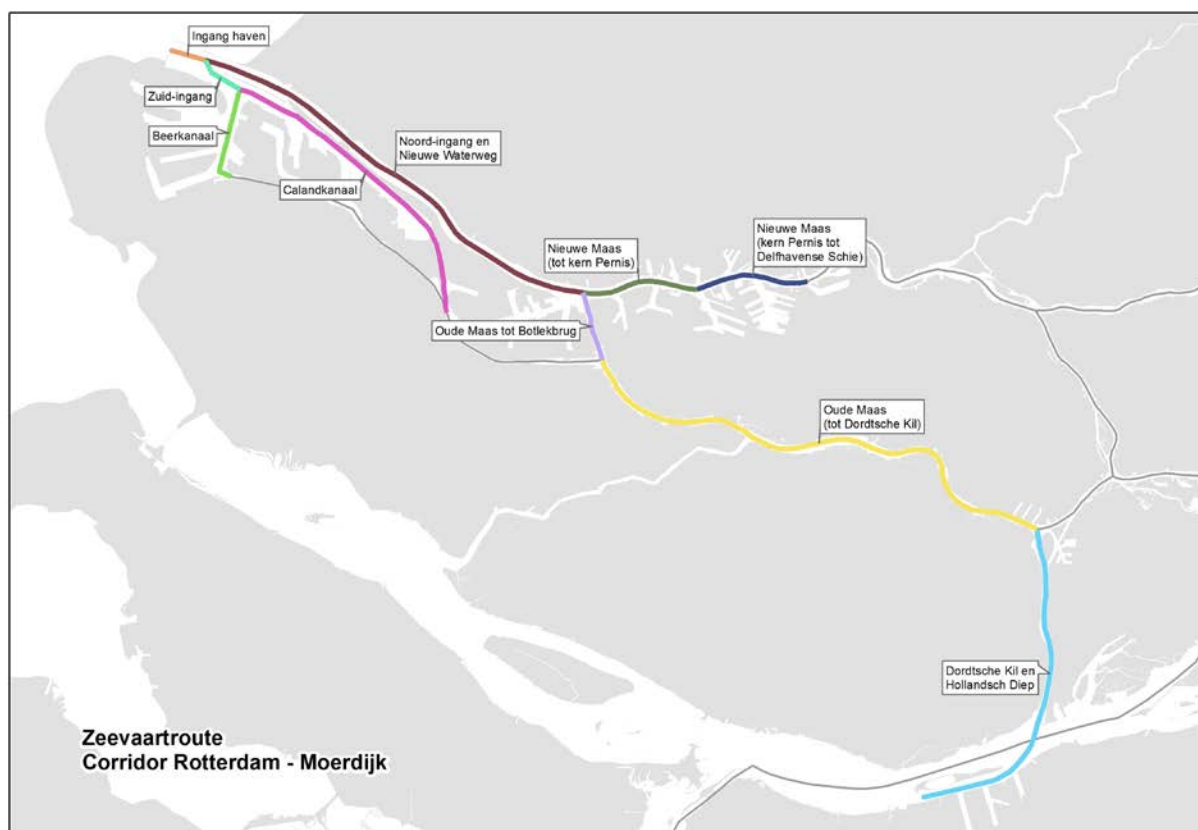 Ingang haven
Zuid-ingang
Beerkanaal
Noord-ingang en
Nieuwe Waterweg
Calandkanaal
Nieuwe Maas
(tot kern Pernis)
Nieuwe Maas
(kern Pernis tot
Delfhavense Schie)
Oude Maas tot Botlekbrug
Oude Maas
(tot Dordtsche Kil)
Dordtsche Kil en
Hollandsch Diep
Zeevaartroute
Corridor Rotterdam - Moerdijk